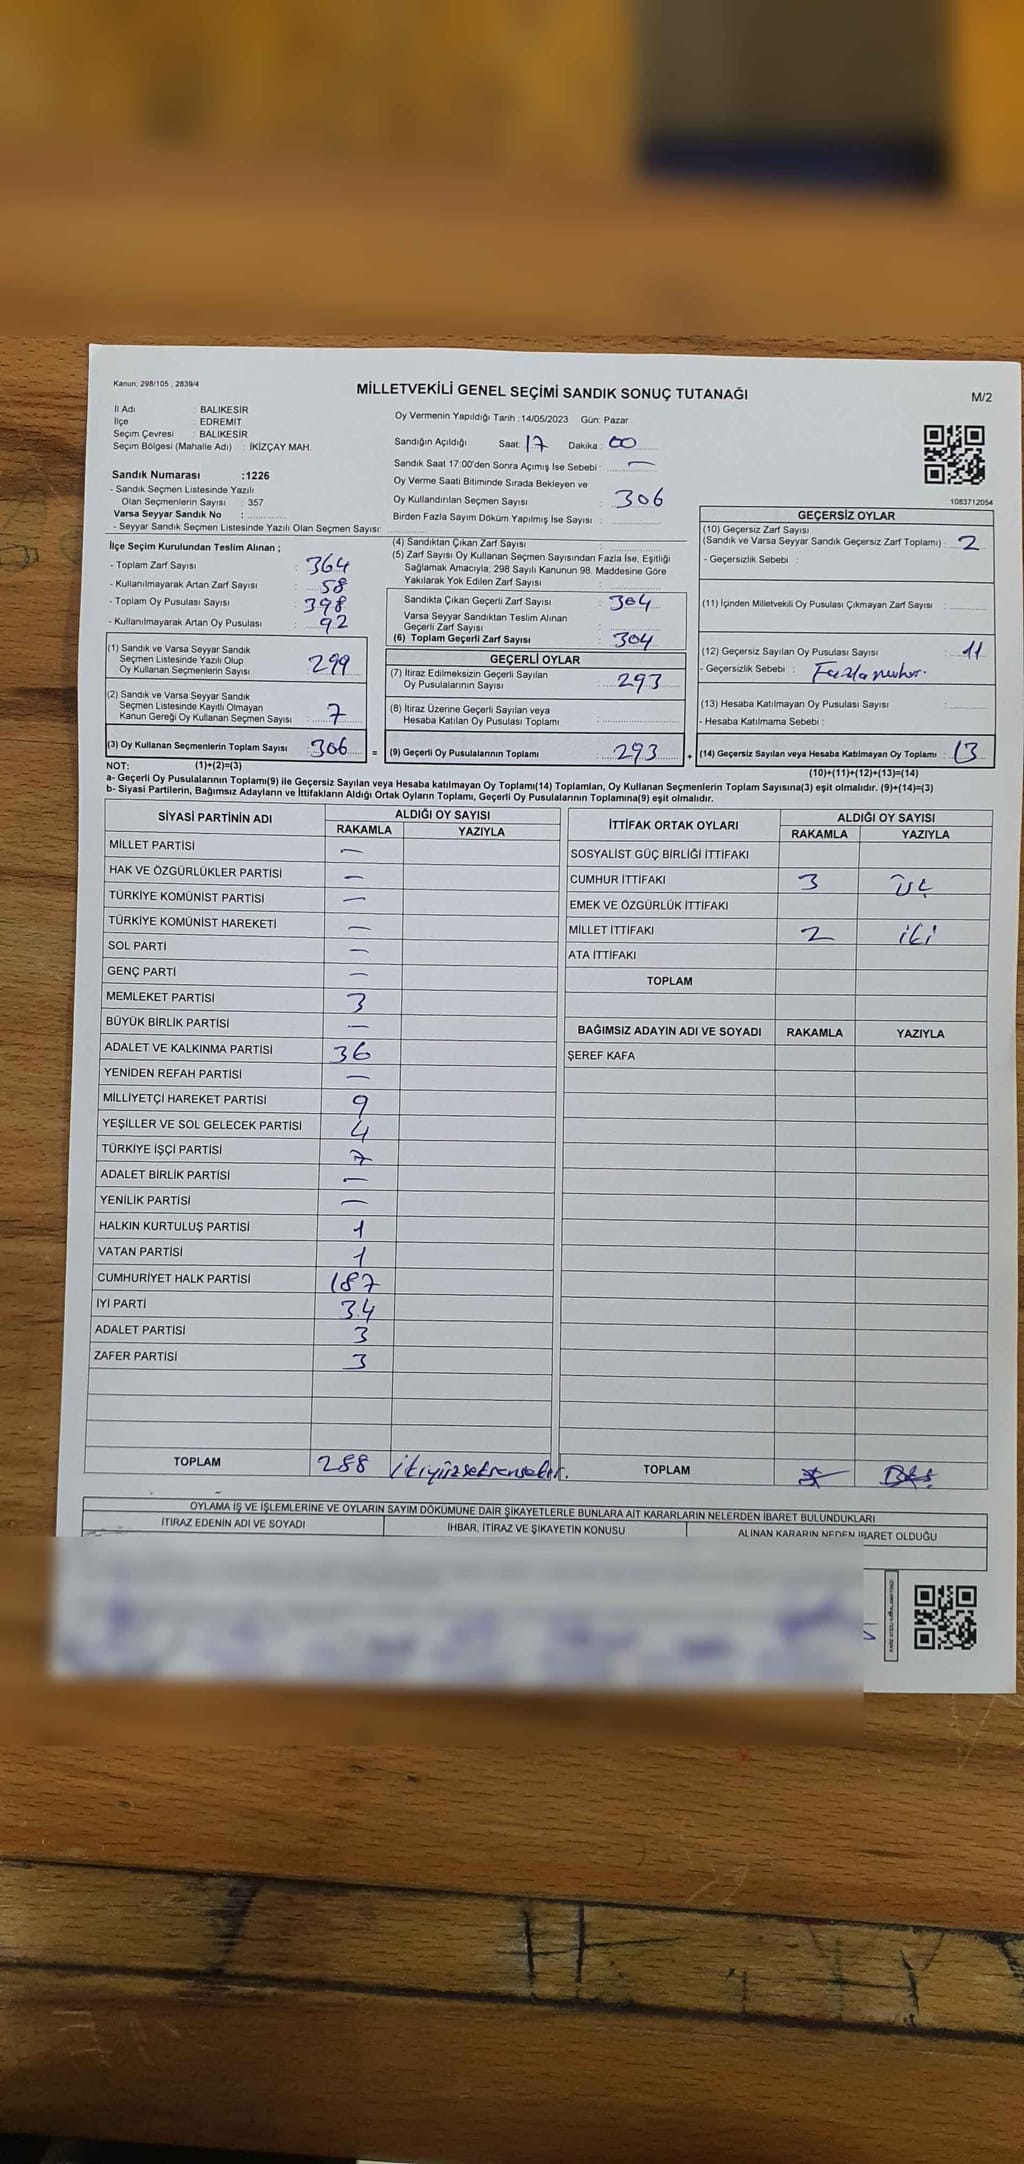 Kanun; 298/105 , 2839/4
MİLLETVEKİLİ GENEL SEÇİMİ SANDIK SONUÇ TUTANAĞI
M/2
İl Adı : BALIKESİR
İlçe : EDREMİT
Seçim Çevresi : BALIKESİR
Seçim Bölgesi (Mahalle Adı) : İKİZÇAY MAH.
Sandık Numarası :1226
- Sandık Seçmen Listesinde Yazılı
Olan Seçmenlerin Sayısı : 357
Varsa Seyyar Sandık No :
- Seyyar Sandık Seçmen Listesinde Yazılı Olan Seçmen Sayısı:
Oy Vermenin Yapıldığı Tarih :14/05/2023 Gün: Pazar
Sandığın Açıldığı Saat: 17 Dakika : 00
Sandık Saat 17:00'den Sonra Açımış İse Sebebi : —
Oy Verme Saati Bitiminde Sırada Bekleyen ve
Oy Kullandırılan Seçmen Sayısı : 306
Birden Fazla Sayım Döküm Yapılmış İse Sayısı :
1083712054
İlçe Seçim Kurulundan Teslim Alınan ;
- Toplam Zarf Sayısı : 364
- Kullanılmayarak Artan Zarf Sayısı : 58
- Toplam Oy Pusulası Sayısı : 398
- Kullanılmayarak Artan Oy Pusulası : 92
(1) Sandık ve Varsa Seyyar Sandık
Seçmen Listesinde Yazılı Olup
Oy Kullanan Seçmenlerin Sayısı : 299
(2) Sandık ve Varsa Seyyar Sandık
Seçmen Listesinde Kayıtlı Olmayan
Kanun Gereği Oy Kullanan Seçmen Sayısı : 7
(3) Oy Kullanan Seçmenlerin Toplam Sayısı : 306
(4) Sandıktan Çıkan Zarf Sayısı :
(5) Zarf Sayısı Oy Kullanan Seçmen Sayısından Fazla İse, Eşitliği
Sağlamak Amacıyla; 298 Sayılı Kanunun 98. Maddesine Göre
Yakılarak Yok Edilen Zarf Sayısı :
Sandıkta Çıkan Geçerli Zarf Sayısı : 304
Varsa Seyyar Sandıktan Teslim Alınan
Geçerli Zarf Sayısı :
(6) Toplam Geçerli Zarf Sayısı : 304
GEÇERLİ OYLAR
(7) İtiraz Edilmeksizin Geçerli Sayılan
Oy Pusulalarının Sayısı : 293
(8) İtiraz Üzerine Geçerli Sayılan veya
Hesaba Katılan Oy Pusulası Toplamı :
= (9) Geçerli Oy Pusulalarının Toplamı : 293
GEÇERSİZ OYLAR
(10) Geçersiz Zarf Sayısı
(Sandık ve Varsa Seyyar Sandık Geçersiz Zarf Toplamı) : 2
- Geçersizlik Sebebi :
(11) İçinden Milletvekili Oy Pusulası Çıkmayan Zarf Sayısı :
(12) Geçersiz Sayılan Oy Pusulası Sayısı : 11
- Geçersizlik Sebebi :
(13) Hesaba Katılmayan Oy Pusulası Sayısı :
- Hesaba Katılmama Sebebi :
+ (14) Geçersiz Sayılan veya Hesaba Katılmayan Oy Toplamı : 13
NOT: (1)+(2)=(3)
(10)+(11)+(12)+(13)=(14)
a- Geçerli Oy Pusulalarının Toplamı(9) ile Geçersiz Sayılan veya Hesaba katılmayan Oy Toplamı(14) Toplamları, Oy Kullanan Seçmenlerin Toplam Sayısına(3) eşit olmalıdır. (9)+(14)=(3)
b- Siyasi Partilerin, Bağımsız Adayların ve İttifakların Aldığı Ortak Oyların Toplamı, Geçerli Oy Pusulalarının Toplamına(9) eşit olmalıdır.
SİYASİ PARTİNİN ADI
ALDIĞI OY SAYISI
RAKAMLA YAZIYLA
MİLLET PARTİSİ —
HAK VE ÖZGÜRLÜKLER PARTİSİ —
TÜRKİYE KOMÜNİST PARTİSİ —
TÜRKİYE KOMÜNİST HAREKETİ —
SOL PARTİ —
GENÇ PARTİ —
MEMLEKET PARTİSİ 3
BÜYÜK BİRLİK PARTİSİ —
ADALET VE KALKINMA PARTİSİ 36
YENİDEN REFAH PARTİSİ —
MİLLİYETÇİ HAREKET PARTİSİ 9
YEŞİLLER VE SOL GELECEK PARTİSİ 4
TÜRKİYE İŞÇİ PARTİSİ 7
ADALET BİRLİK PARTİSİ —
YENİLİK PARTİSİ —
HALKIN KURTULUŞ PARTİSİ 1
VATAN PARTİSİ 1
CUMHURİYET HALK PARTİSİ 187
İYİ PARTİ 34
ADALET PARTİSİ 3
ZAFER PARTİSİ 3
TOPLAM 288 ikiyüzseksensekiz.
İTTİFAK ORTAK OYLARI
ALDIĞI OY SAYISI
RAKAMLA YAZIYLA
SOSYALİST GÜÇ BİRLİĞİ İTTİFAKI
CUMHUR İTTİFAKI 3 üç
EMEK VE ÖZGÜRLÜK İTTİFAKI
MİLLET İTTİFAKI 2 iki
ATA İTTİFAKI
TOPLAM
BAĞIMSIZ ADAYIN ADI VE SOYADI RAKAMLA YAZIYLA
ŞEREF KAFA
TOPLAM
OYLAMA İŞ VE İŞLEMLERİNE VE OYLARIN SAYIM DÖKÜMÜNE DAİR ŞİKAYETLERLE BUNLARA AİT KARARLARIN NELERDEN İBARET BULUNDUKLARI
İTİRAZ EDENİN ADI VE SOYADI İHBAR, İTİRAZ VE ŞİKAYETİN KONUSU ALINAN KARARIN NEDEN İBARET OLDUĞU